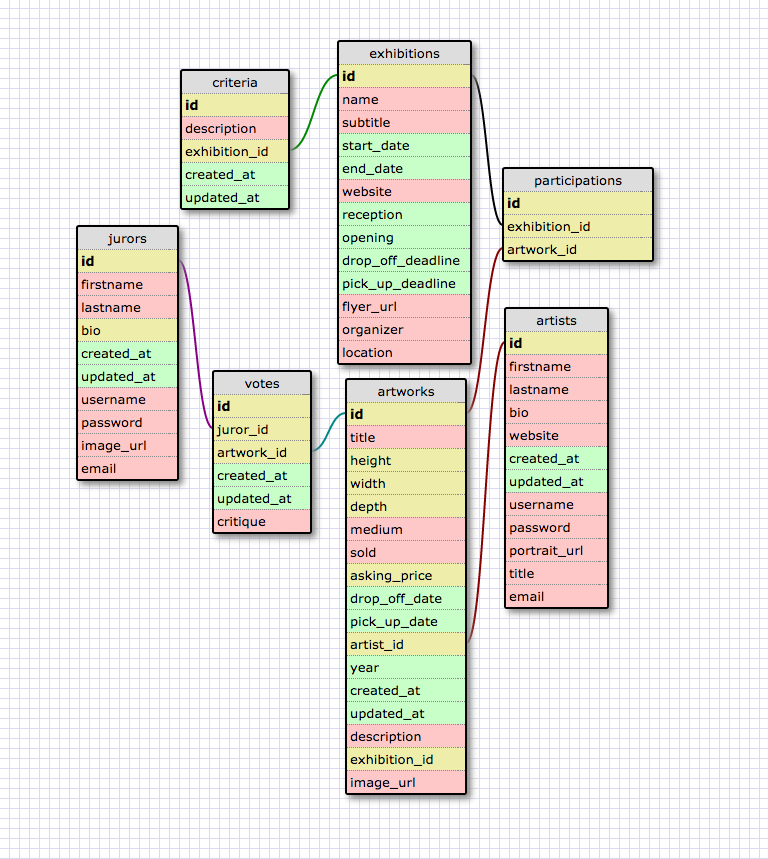 criteria
id
description
exhibition_id
created_at
updated_at
exhibitions
id
name
subtitle
start_date
end_date
website
reception
opening
drop_off_deadline
pick_up_deadline
flyer_url
organizer
location
participations
id
exhibition_id
artwork_id
jurors
id
firstname
lastname
bio
created_at
updated_at
username
password
image_url
email
votes
id
juror_id
artwork_id
created_at
updated_at
critique
artworks
id
title
height
width
depth
medium
sold
asking_price
drop_off_date
pick_up_date
artist_id
year
created_at
updated_at
description
exhibition_id
image_url
artists
id
firstname
lastname
bio
website
created_at
updated_at
username
password
portrait_url
title
email